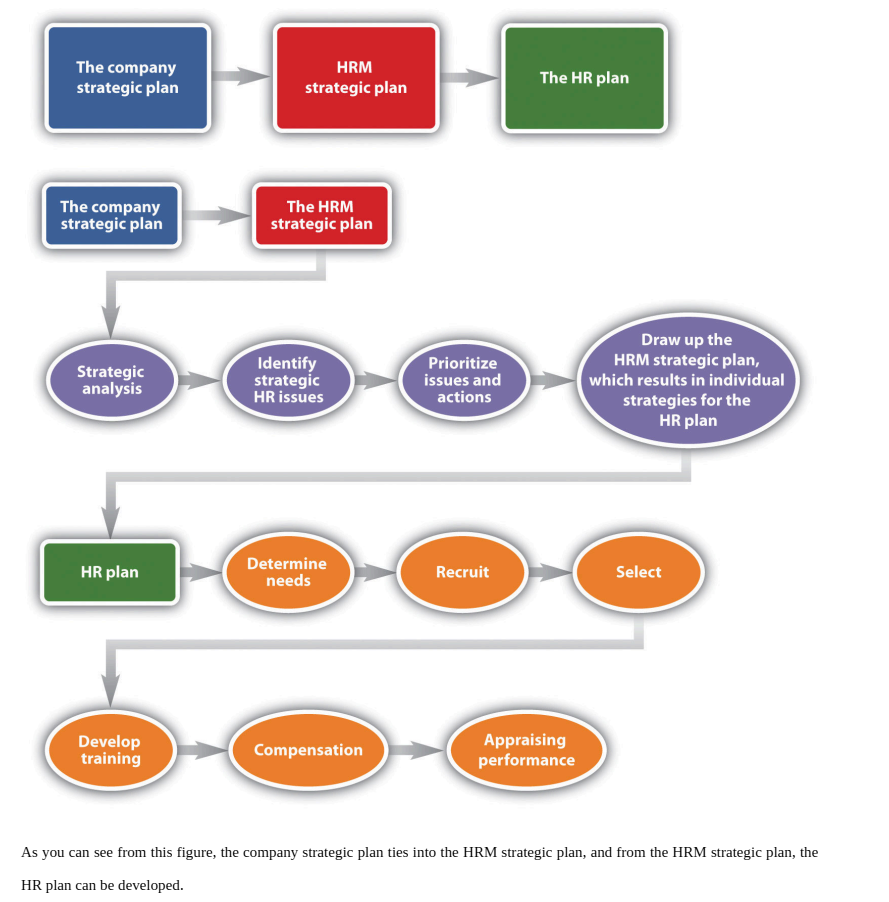 The company
strategic plan
HRM
strategic plan
The HR plan
The company
strategic plan
The HRM
strategic plan
Strategic
analysis
Identify
strategic
HR issues
Prioritize
issues and
actions
Draw up the
HRM strategic plan,
which results in individual
strategies for the
HR plan
HR plan
Determine
needs
Recruit
Select
Develop
training
Compensation
Appraising
performance
As you can see from this figure, the company strategic plan ties into the HRM strategic plan, and from the HRM strategic plan, the
HR plan can be developed.